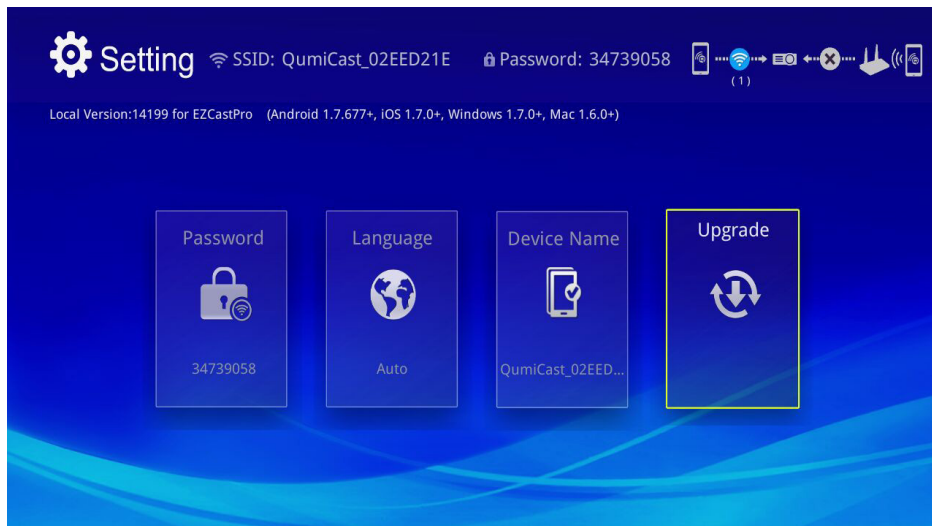 Setting SSID: QumiCast_02EED21E Password: 34739058
(1)
Local Version:14199 for EZCastPro (Android 1.7.677+, iOS 1.7.0+, Windows 1.7.0+, Mac 1.6.0+)
Password
Language
Device Name
Upgrade
34739058
Auto
QumiCast_02EED...